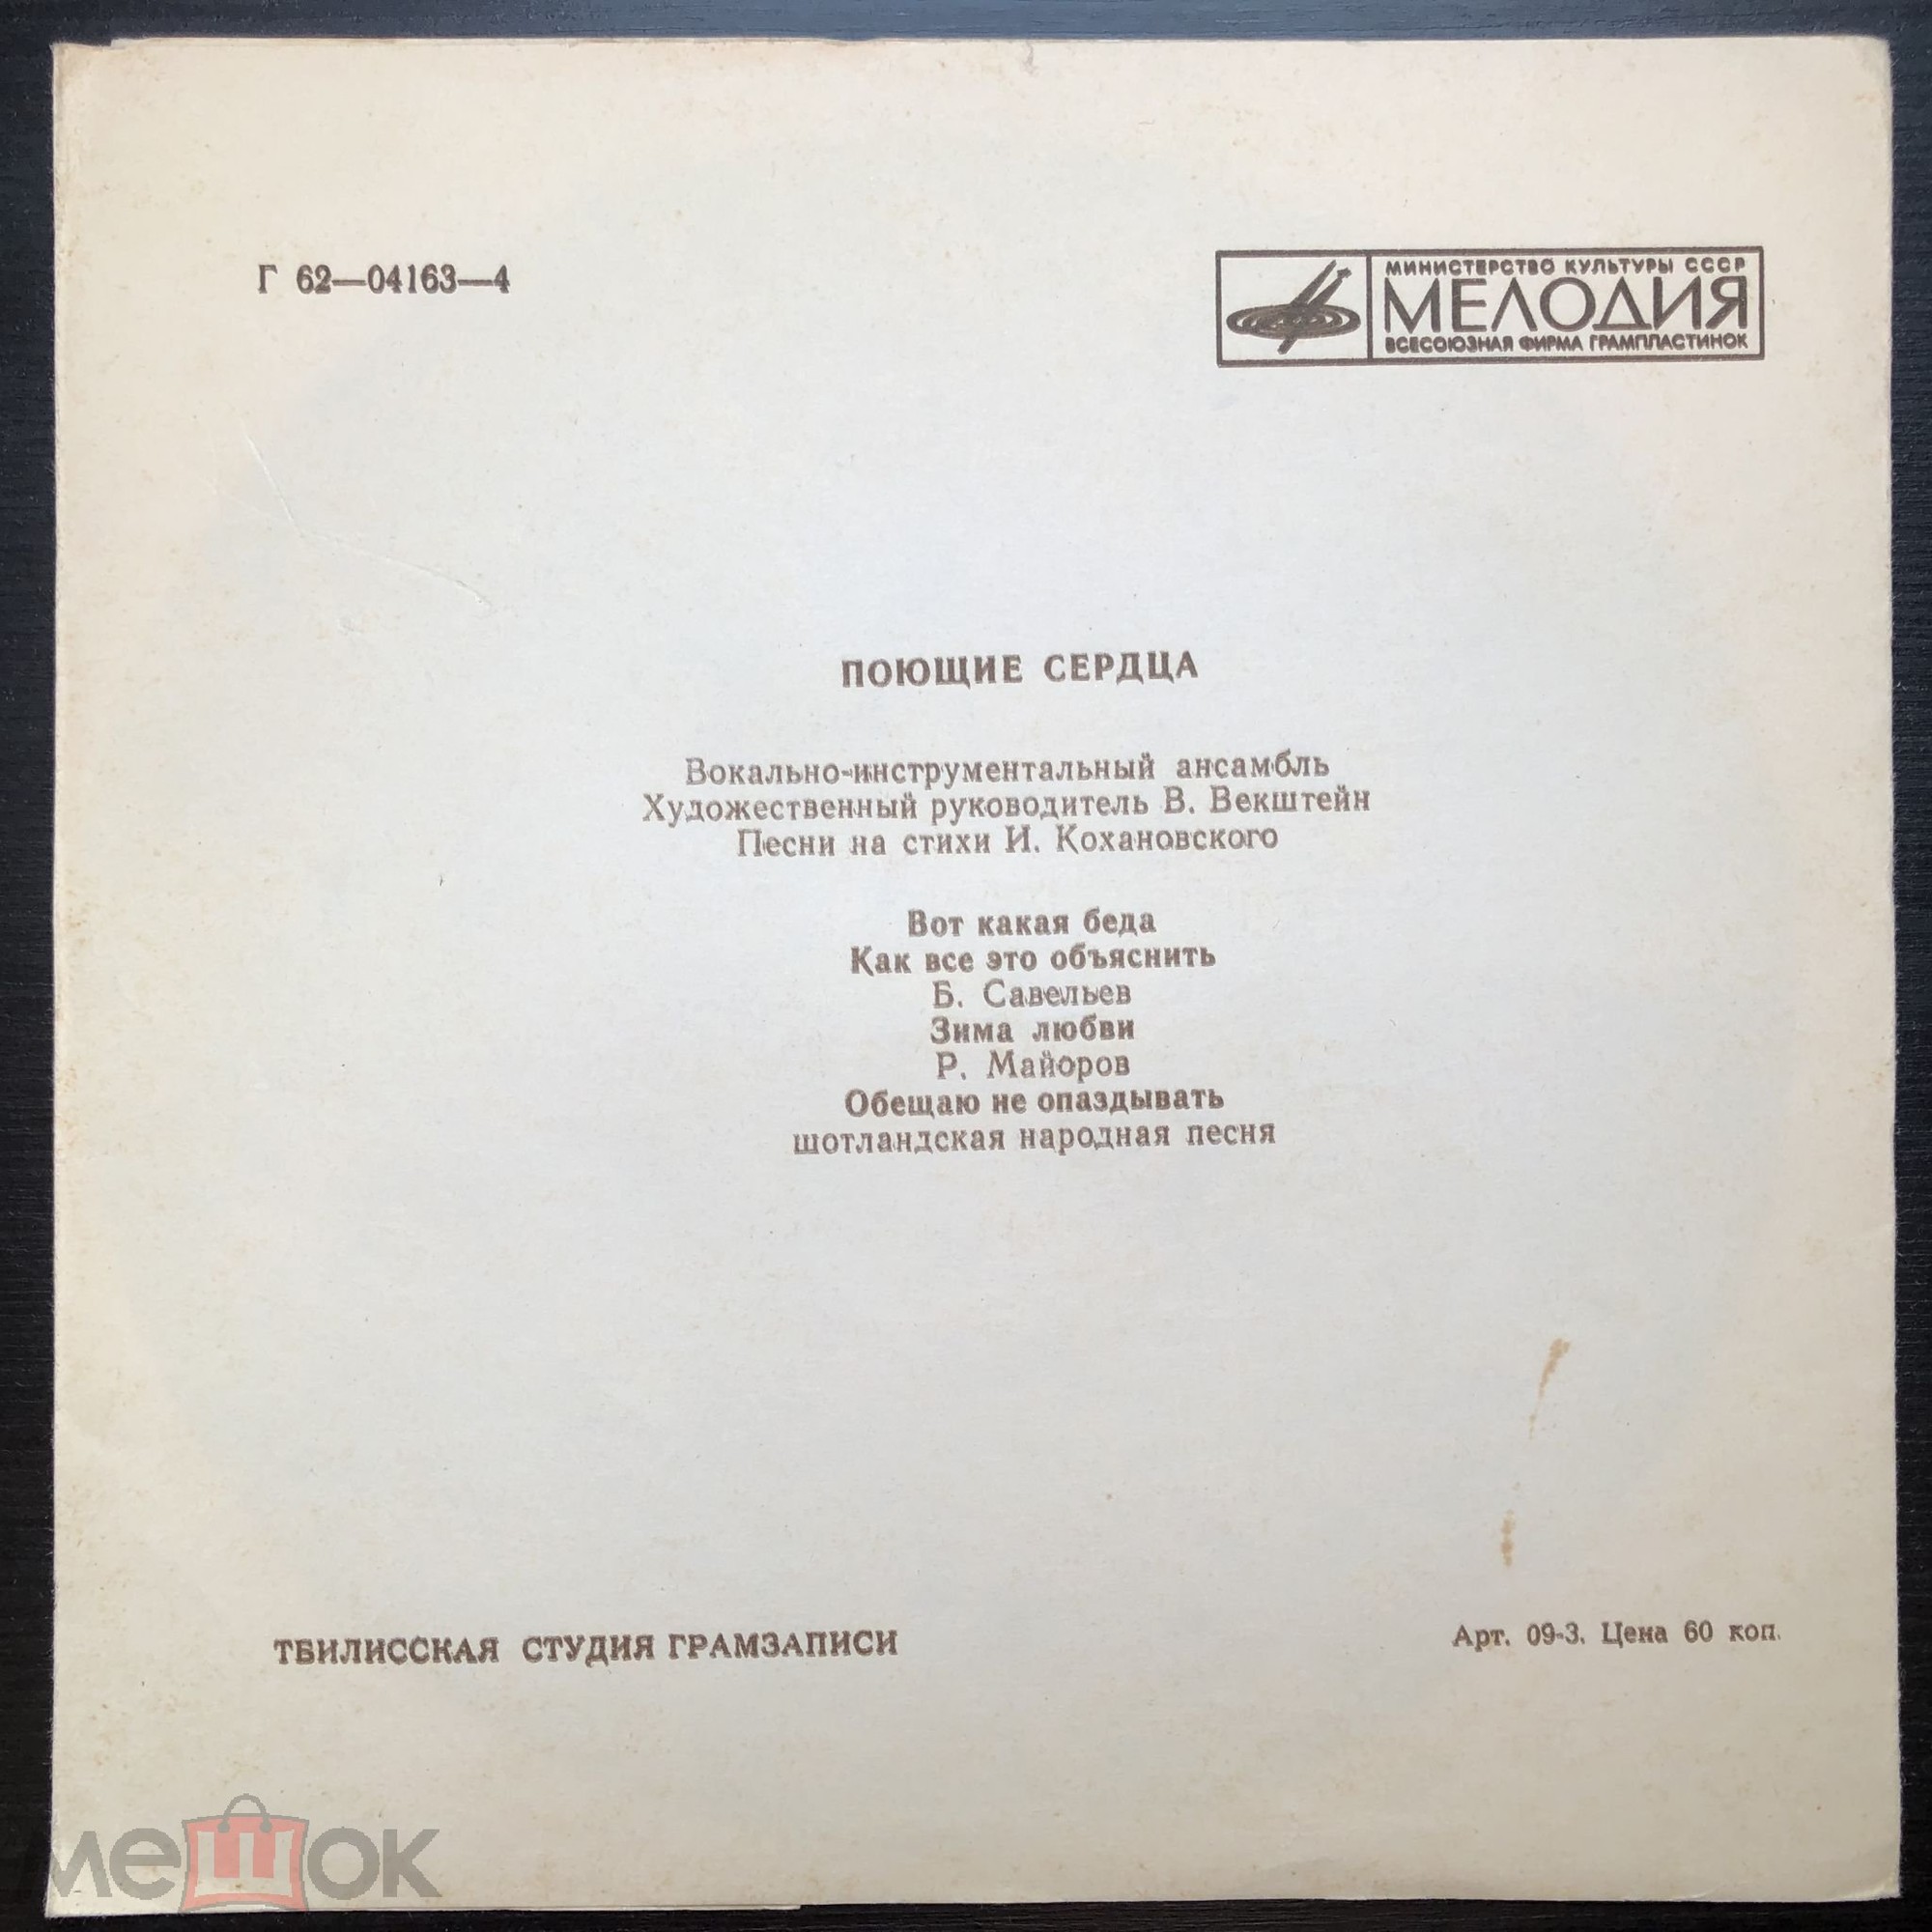 Г 62—04163—4
МИНИСТЕРСТВО КУЛЬТУРЫ СССР
МЕЛОДИЯ
ВСЕСОЮЗНАЯ ФИРМА ГРАМПЛАСТИНОК
ПОЮЩИЕ СЕРДЦА
Вокально-инструментальный ансамбль
Художественный руководитель В. Векштейн
Песни на стихи И. Кохановского
Вот какая беда
Как все это объяснить
Б. Савельев
Зима любви
Р. Майоров
Обещаю не опаздывать
шотландская народная песня
ТБИЛИССКАЯ СТУДИЯ ГРАМЗАПИСИ
Арт. 09-3. Цена 60 коп.
мешок